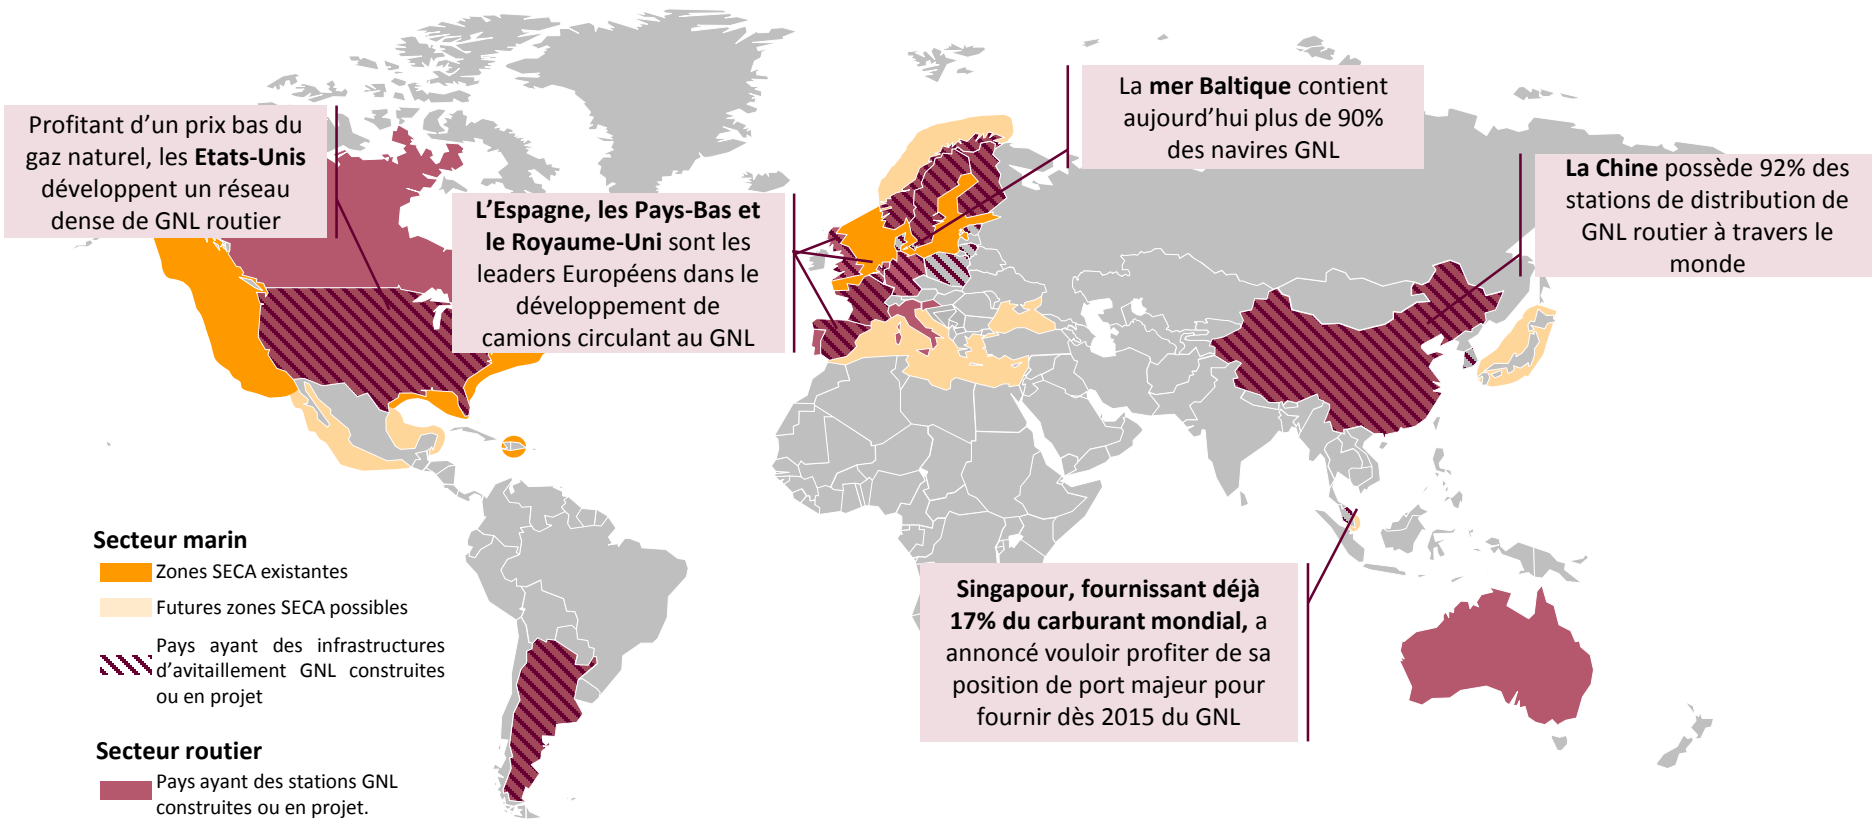 Profitant d'un prix bas du
gaz naturel, les Etats-Unis
développent un réseau
dense de GNL routier
L'Espagne, les Pays-Bas et
le Royaume-Uni sont les
leaders Européens dans le
développement de
camions circulant au GNL
La mer Baltique contient
aujourd'hui plus de 90%
des navires GNL
La Chine possède 92% des
stations de distribution de
GNL routier à travers le
monde
Singapour, fournissant déjà
17% du carburant mondial, a
annoncé vouloir profiter de sa
position de port majeur pour
fournir dès 2015 du GNL
Secteur marin
Zones SECA existantes
Futures zones SECA possibles
Pays ayant des infrastructures
d'avitaillement GNL construites
ou en projet
Secteur routier
Pays ayant des stations GNL
construites ou en projet.